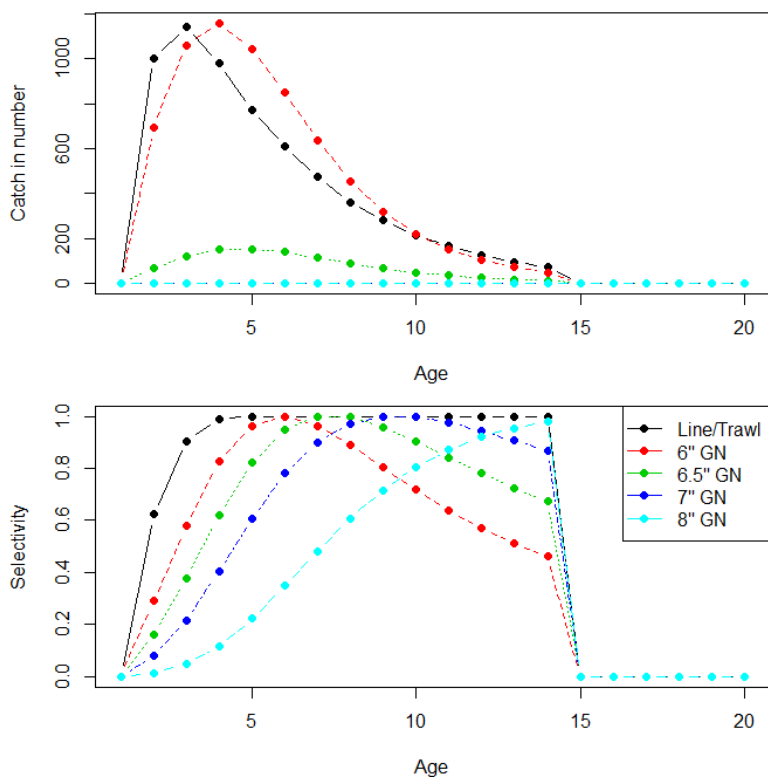 Catch in number
0 200 600 1000
5 10 15 20
Age
Selectivity
0.0 0.2 0.4 0.6 0.8 1.0
Line/Trawl
6" GN
6.5" GN
7" GN
8" GN
5 10 15 20
Age